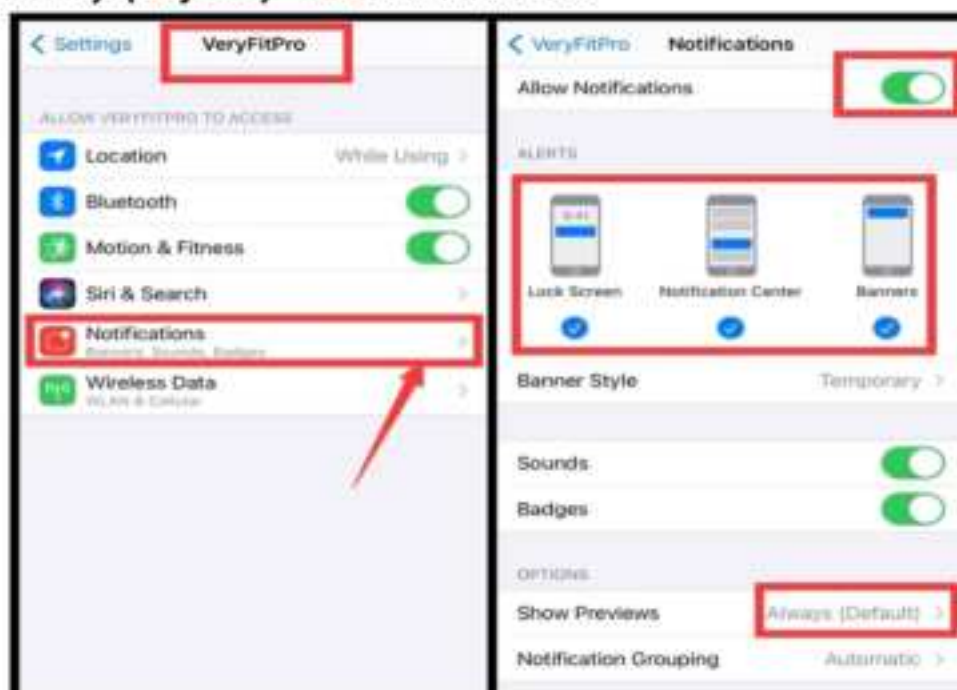 Settings
VeryFitPro
ALLOW VERYFITPRO TO ACCESS
Location While Using
Bluetooth
Motion & Fitness
Siri & Search
Notifications
Banners, Sounds, Badges
Wireless Data
WLAN & Cellular
VeryFitPro
Notifications
Allow Notifications
ALERTS
9:41
Lock Screen Notification Center Banners
Banner Style Temporary
Sounds
Badges
OPTIONS
Show Previews Always (Default)
Notification Grouping Automatic